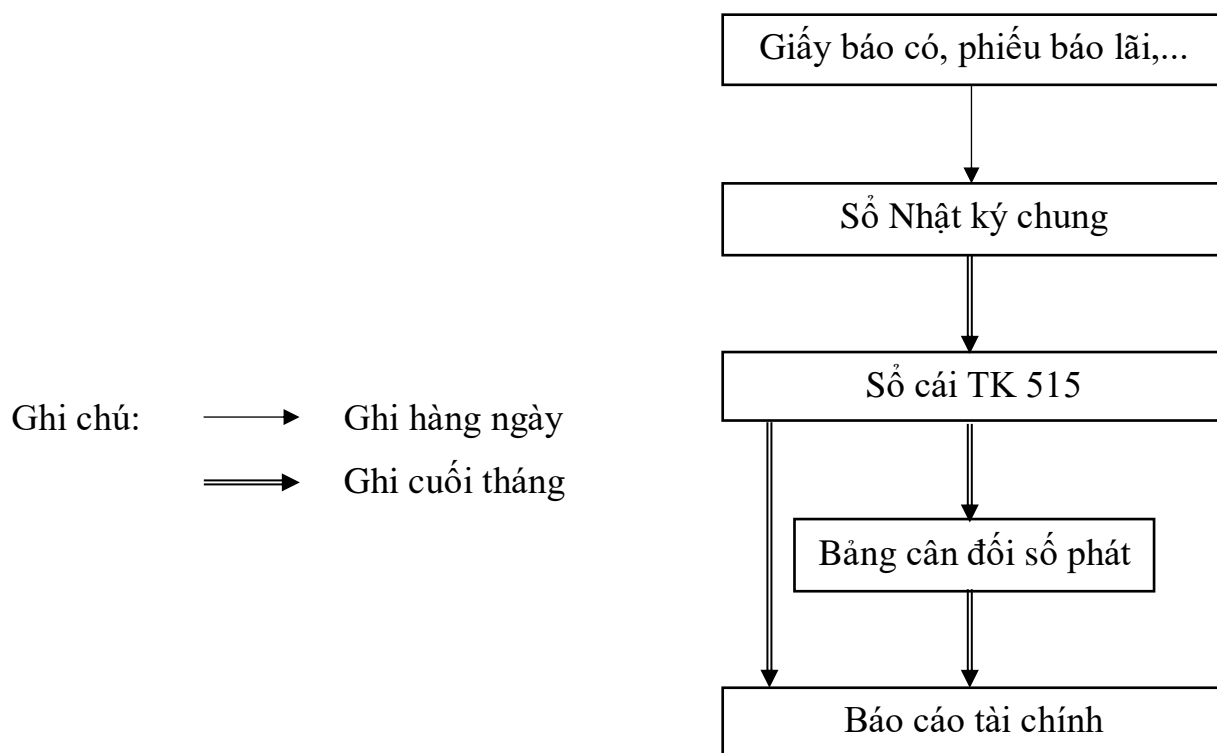 Giấy báo có, phiếu báo lãi,...
Sổ Nhật ký chung
Sổ cái TK 515
Ghi chú:
Ghi hàng ngày
Ghi cuối tháng
Bảng cân đối số phát
Báo cáo tài chính